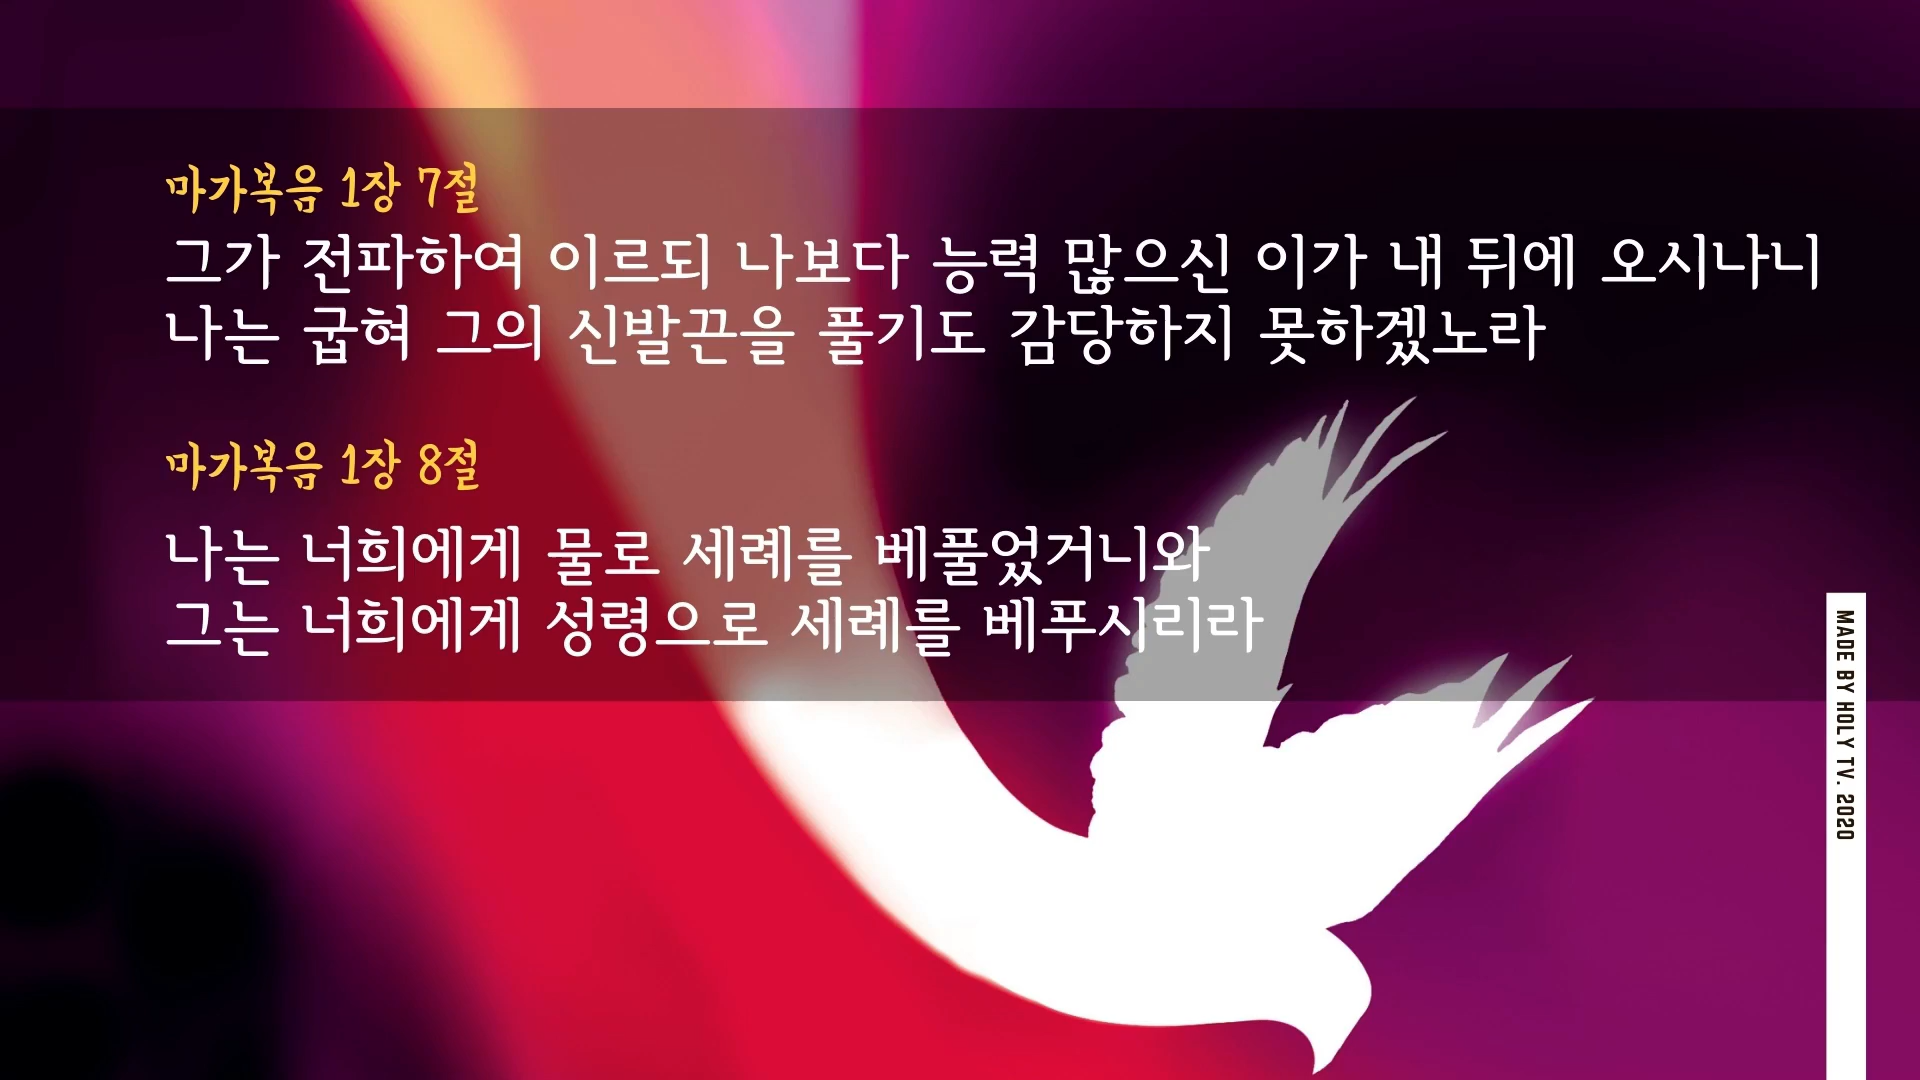 마가복음 1장 7절
그가 전파하여 이르되 나보다 능력 많으신 이가 내 뒤에 오시나니
나는 굽혀 그의 신발끈을 풀기도 감당하지 못하겠노라
마가복음 1장 8절
나는 너희에게 물로 세례를 베풀었거니와
그는 너희에게 성령으로 세례를 베푸시리라
MADE BY HOLY TV. 2020